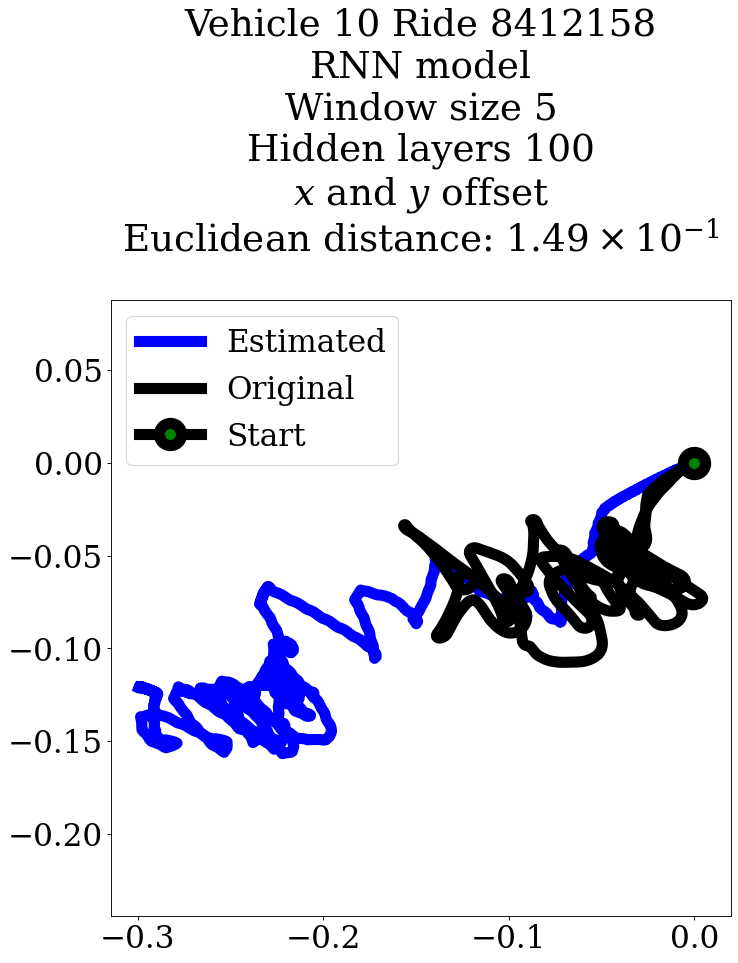 Vehicle 10 Ride 8412158
RNN model
Window size 5
Hidden layers 100
x and y offset
Euclidean distance: 1.49 × 10⁻¹
Estimated
Original
Start
0.05
0.00
−0.05
−0.10
−0.15
−0.20
−0.3
−0.2
−0.1
0.0